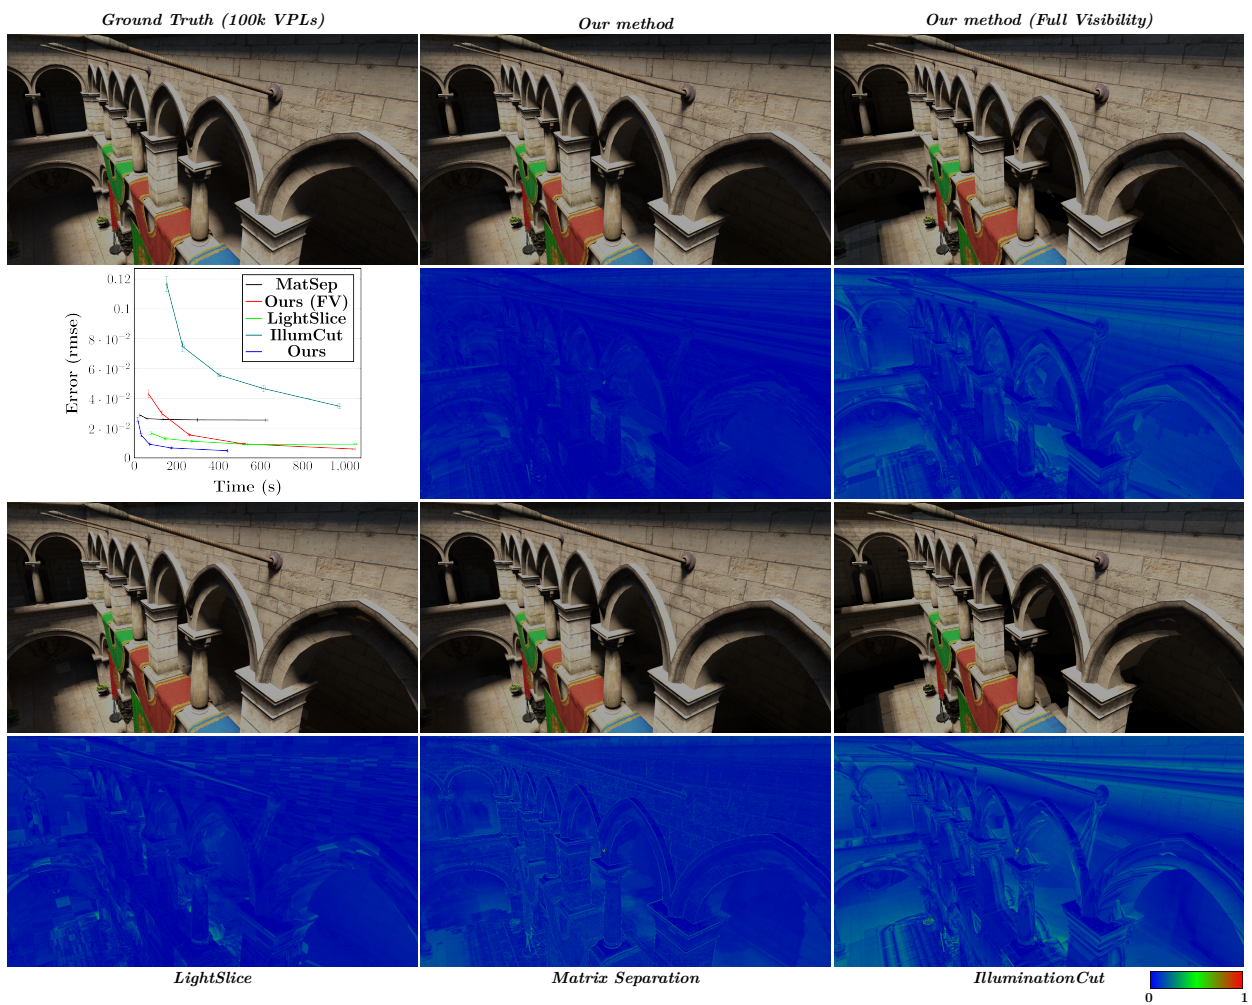 Ground Truth (100k VPLs)
Our method
Our method (Full Visibility)
0.12
0.1
8 · 10⁻²
6 · 10⁻²
4 · 10⁻²
2 · 10⁻²
0
Error (rmse)
MatSep
Ours (FV)
LightSlice
IllumCut
Ours
0 200 400 600 800 1,000
Time (s)
LightSlice
Matrix Separation
IlluminationCut
0 1